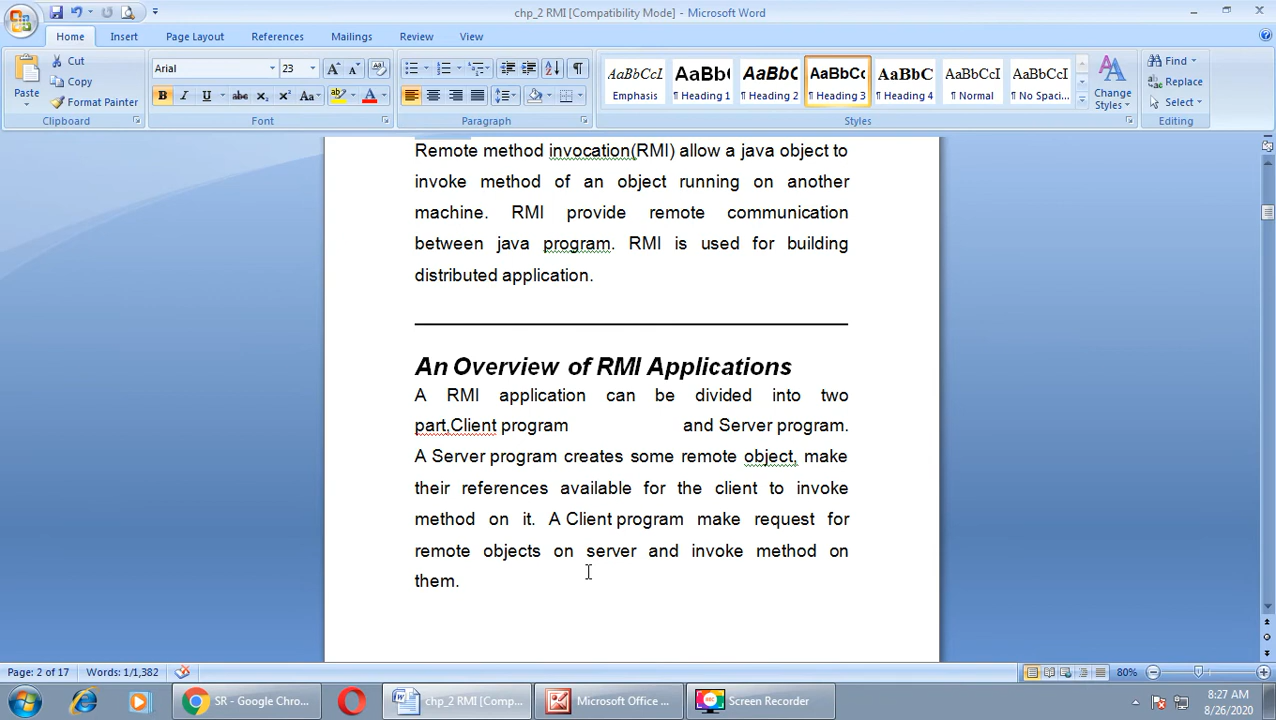 chp_2 RMI [Compatibility Mode] - Microsoft Word
Home Insert Page Layout References Mailings Review View
Paste
Cut
Copy
Format Painter
Clipboard
Arial 23
Font
Paragraph
AaBbCcI AaBb( AaBbC AaBbCc AaBbC AaBbCcI AaBbCcI
Emphasis ¶ Heading 1 ¶ Heading 2 ¶ Heading 3 ¶ Heading 4 ¶ Normal ¶ No Spaci...
Change Styles
Styles
Find
Replace
Select
Editing
Remote method invocation(RMI) allow a java object to
invoke method of an object running on another
machine. RMI provide remote communication
between java program. RMI is used for building
distributed application.
An Overview of RMI Applications
A RMI application can be divided into two
part,Client program and Server program.
A Server program creates some remote object, make
their references available for the client to invoke
method on it. A Client program make request for
remote objects on server and invoke method on
them.
Page: 2 of 17 Words: 1/1,382 80%
SR - Google Chro... chp_2 RMI [Comp... Microsoft Office ... Screen Recorder
8:27 AM
8/26/2020